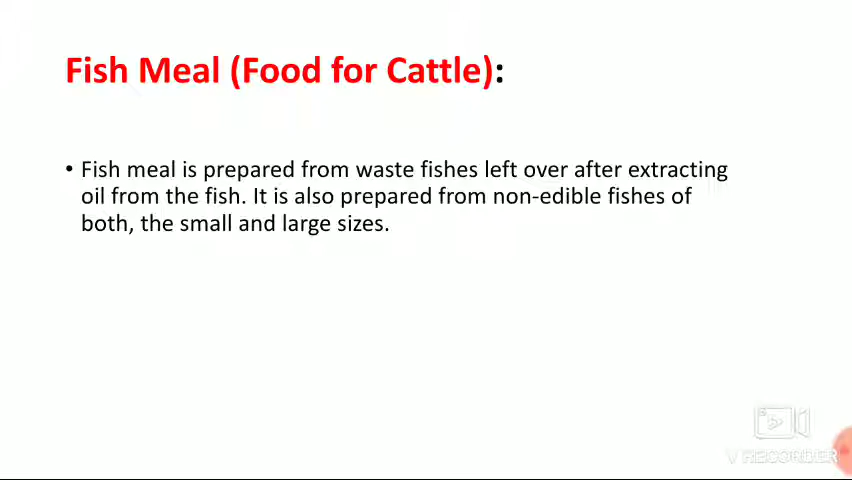 Fish Meal (Food for Cattle):
• Fish meal is prepared from waste fishes left over after extracting
oil from the fish. It is also prepared from non-edible fishes of
both, the small and large sizes.
V RECORDER